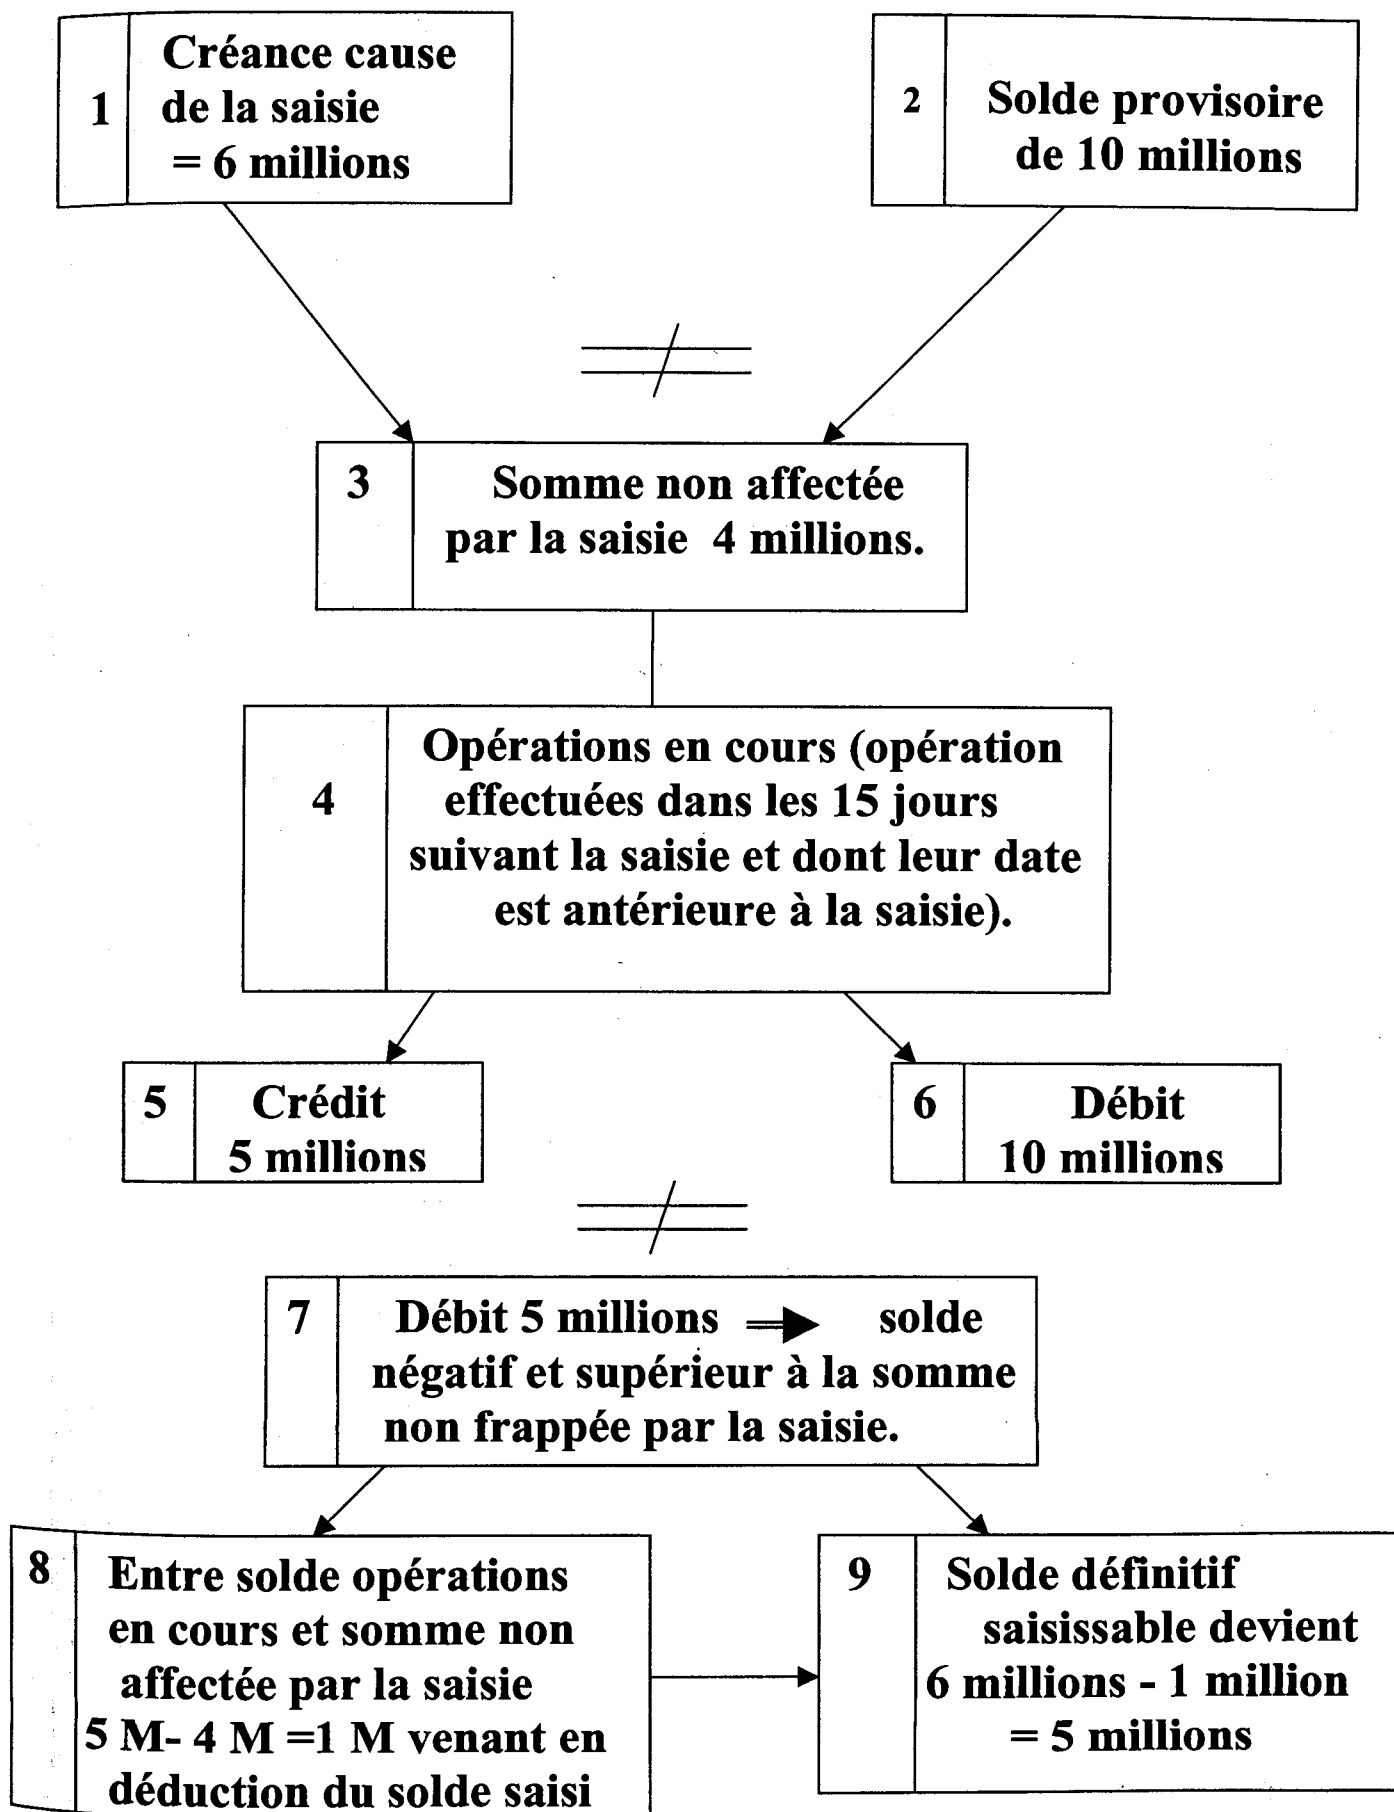 1
Créance cause
de la saisie
= 6 millions
2
Solde provisoire
de 10 millions
≠
3
Somme non affectée
par la saisie 4 millions.
4
Opérations en cours (opération
effectuées dans les 15 jours
suivant la saisie et dont leur date
est antérieure à la saisie).
5
Crédit
5 millions
6
Débit
10 millions
≠
7
Débit 5 millions ⇒ solde
négatif et supérieur à la somme
non frappée par la saisie.
8
Entre solde opérations
en cours et somme non
affectée par la saisie
5 M- 4 M =1 M venant en
déduction du solde saisi
9
Solde définitif
saisissable devient
6 millions - 1 million
= 5 millions